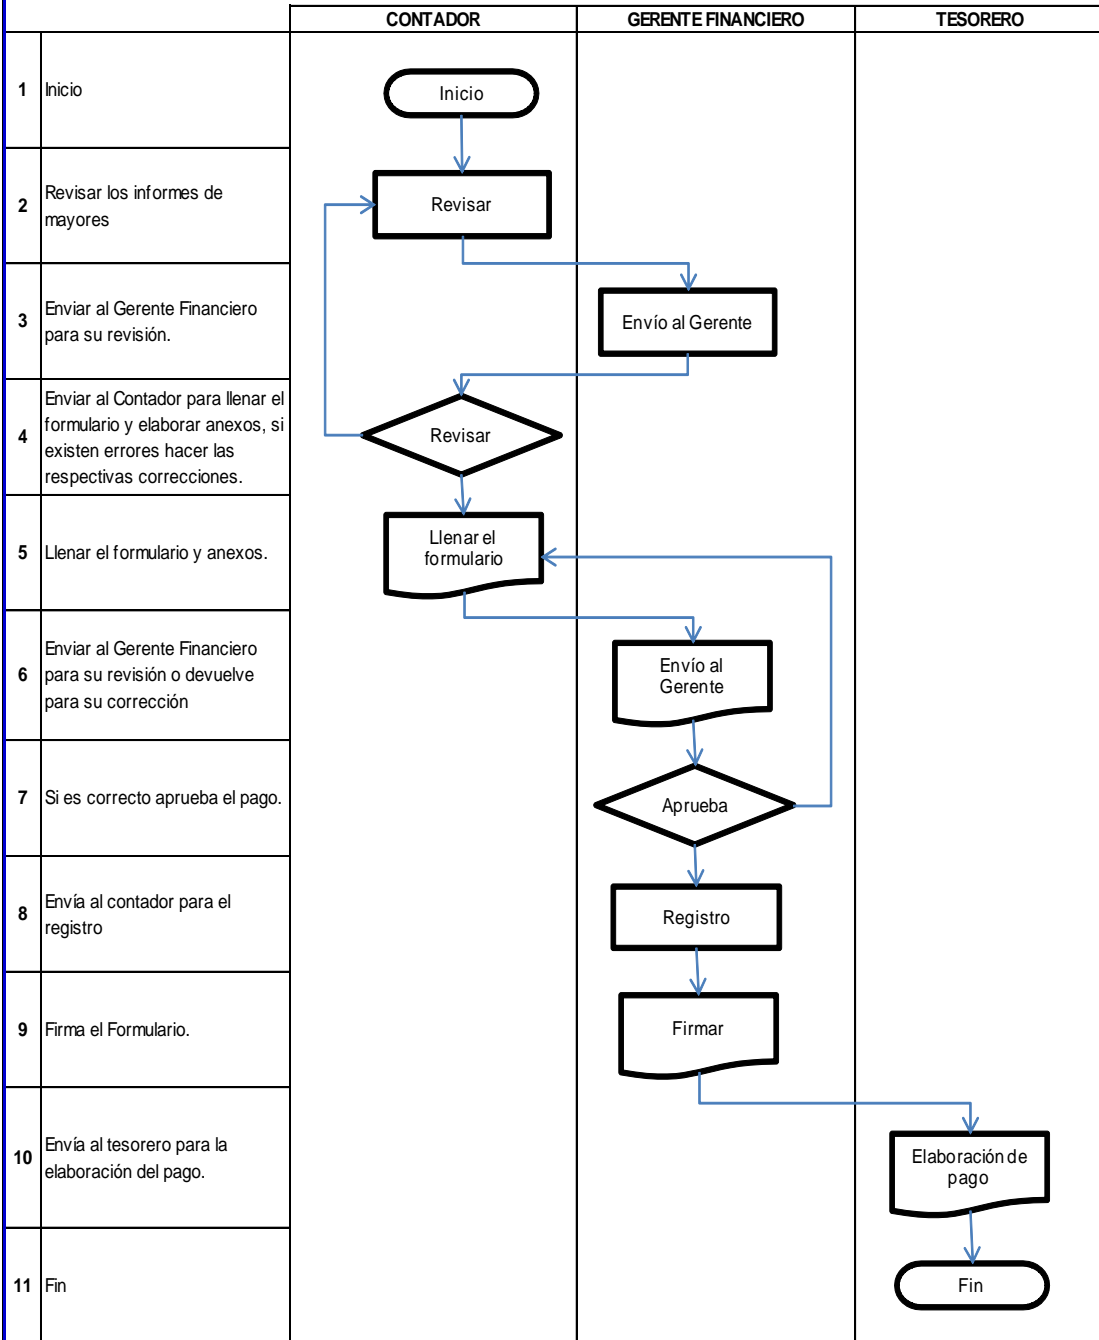 CONTADOR
GERENTE FINANCIERO
TESORERO
1
Inicio
Inicio
2
Revisar los informes de
mayores
Revisar
3
Enviar al Gerente Financiero
para su revisión.
Envío al Gerente
4
Enviar al Contador para llenar el
formulario y elaborar anexos, si
existen errores hacer las
respectivas correcciones.
Revisar
5
Llenar el formulario y anexos.
Llenar el
formulario
6
Enviar al Gerente Financiero
para su revisión o devuelve
para su corrección
Envío al
Gerente
7
Si es correcto aprueba el pago.
Aprueba
8
Envía al contador para el
registro
Registro
9
Firma el Formulario.
Firmar
10
Envía al tesorero para la
elaboración del pago.
Elaboración de
pago
11
Fin
Fin